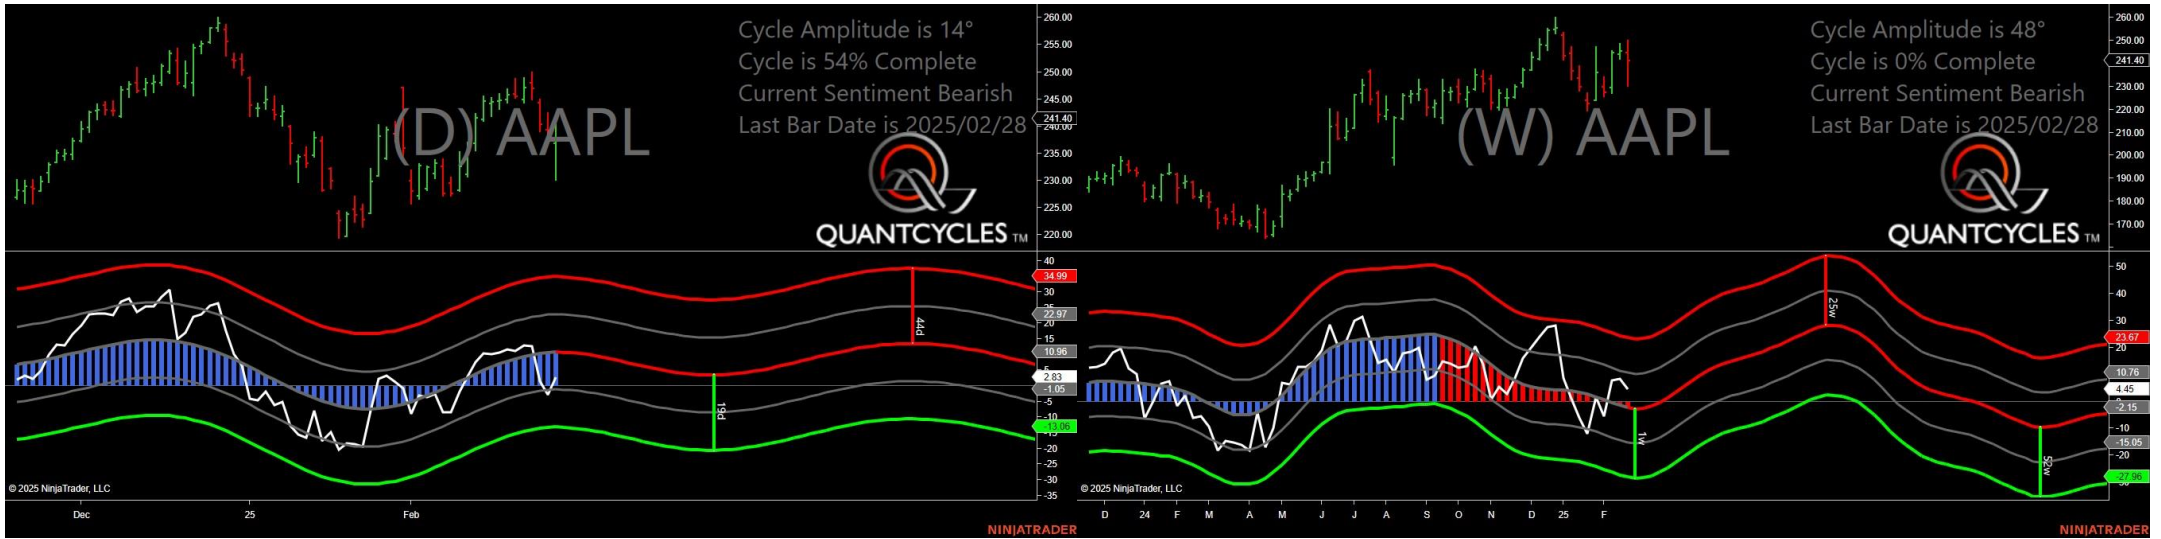 Cycle Amplitude is 14°
Cycle is 54% Complete
Current Sentiment Bearish
Last Bar Date is 2025/02/28
(D) AAPL
QUANTCYCLES TM
260.00
255.00
250.00
245.00
241.40
240.00
235.00
230.00
225.00
220.00
40
34.99
30
22.97
20
15
10.96
2.83
-1.05
-5
-10
-13.06
-20
-25
-30
-35
44d
19d
© 2025 NinjaTrader, LLC
Dec
25
Feb
NINJATRADER
Cycle Amplitude is 48°
Cycle is 0% Complete
Current Sentiment Bearish
Last Bar Date is 2025/02/28
(W) AAPL
QUANTCYCLES TM
260.00
250.00
241.40
230.00
220.00
210.00
200.00
190.00
180.00
170.00
50
40
30
23.67
20
10.76
4.45
-2.15
-10
-15.05
-20
-27.96
25w
1w
52w
© 2025 NinjaTrader, LLC
D 24 F M A M J J A S O N D 25 F
NINJATRADER